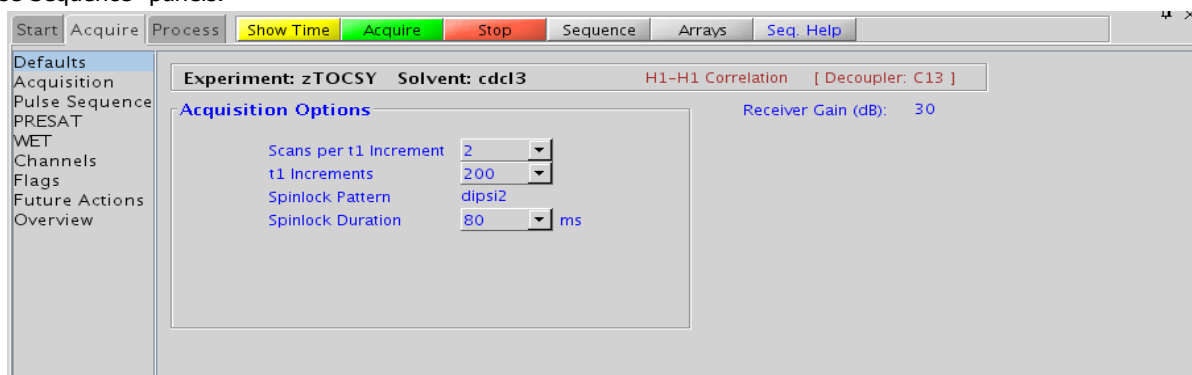 Start Acquire Process Show Time Acquire Stop Sequence Arrays Seq. Help
Defaults
Acquisition
Pulse Sequence
PRESAT
WET
Channels
Flags
Future Actions
Overview
Experiment: zTOCSY Solvent: cdcl3 H1-H1 Correlation [ Decoupler: C13 ]
Acquisition Options
Receiver Gain (dB): 30
Scans per t1 Increment 2
t1 Increments 200
Spinlock Pattern dipsi2
Spinlock Duration 80 ms